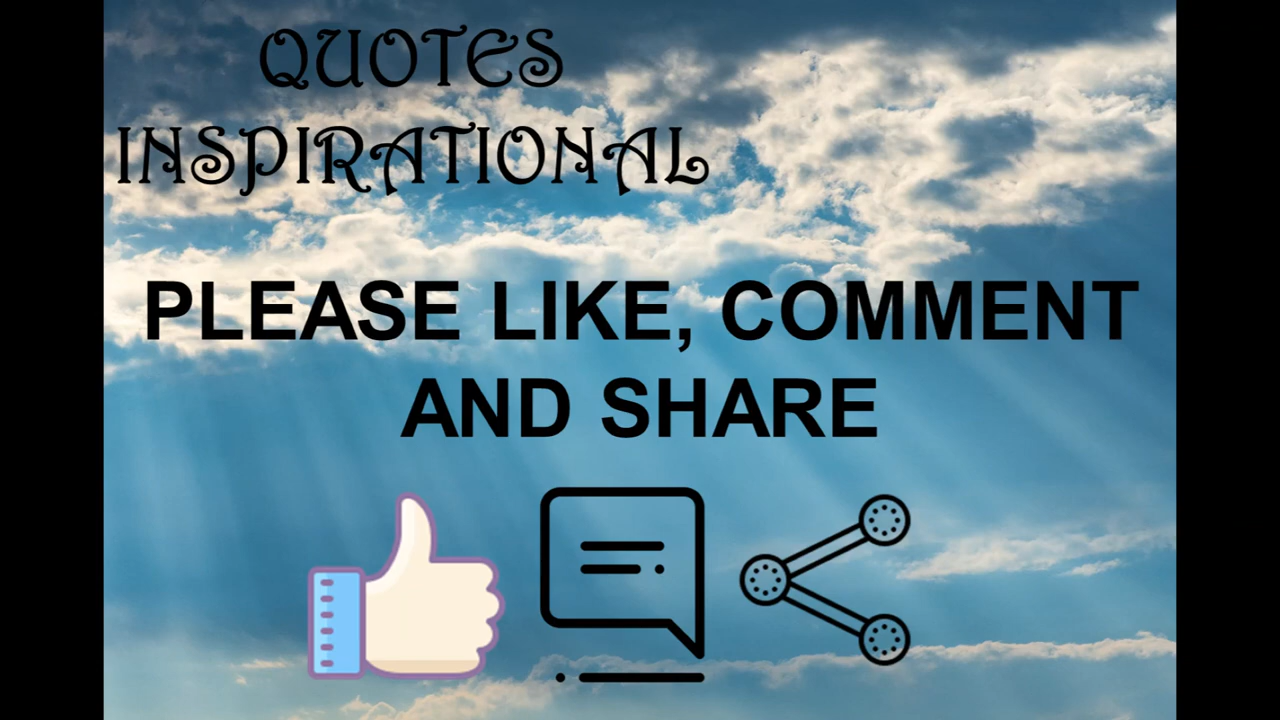 QUOTES
INSPIRATIONAL
PLEASE LIKE, COMMENT
AND SHARE